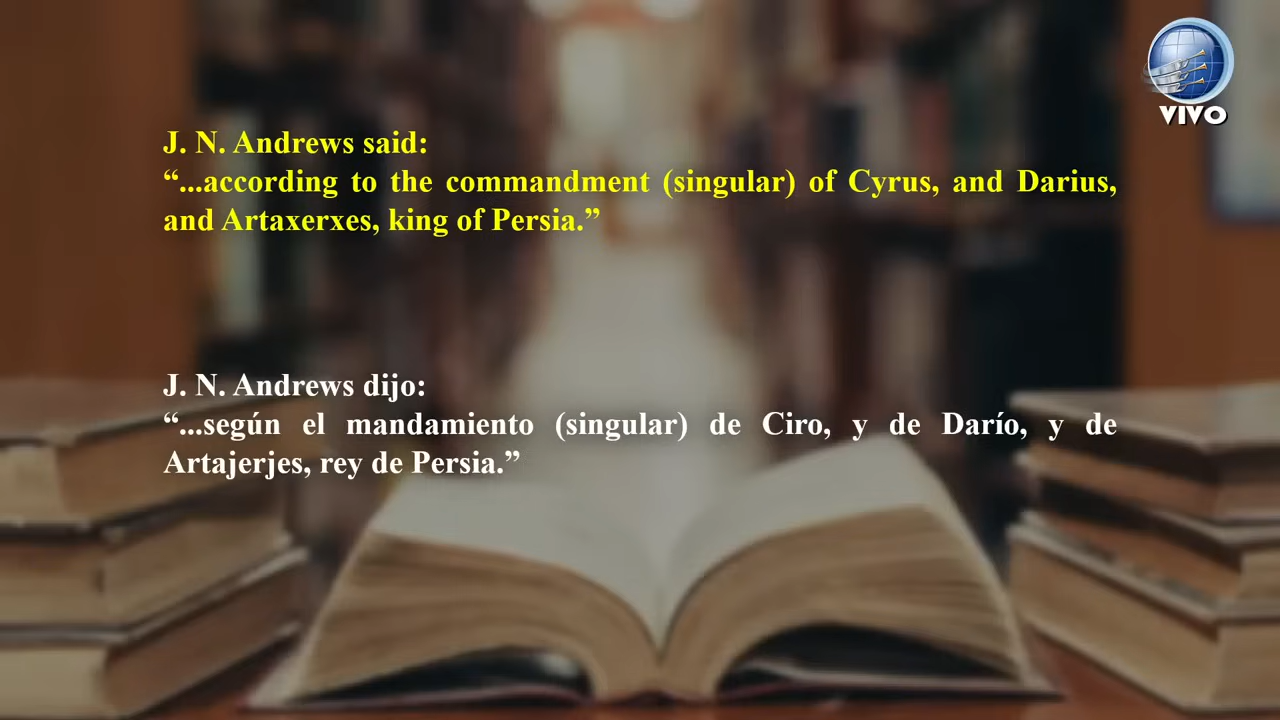 VIVO
J. N. Andrews said:
“...according to the commandment (singular) of Cyrus, and Darius,
and Artaxerxes, king of Persia.”
J. N. Andrews dijo:
“...según el mandamiento (singular) de Ciro, y de Darío, y de
Artajerjes, rey de Persia.”